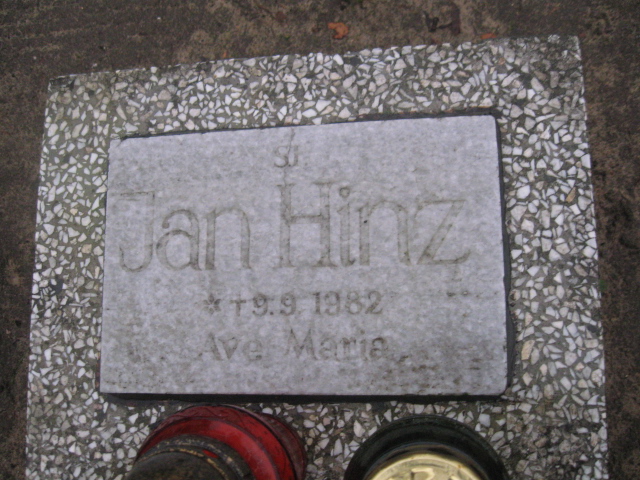 Ś.P.
Jan Hinz
* † 9.9.1982
Ave Maria